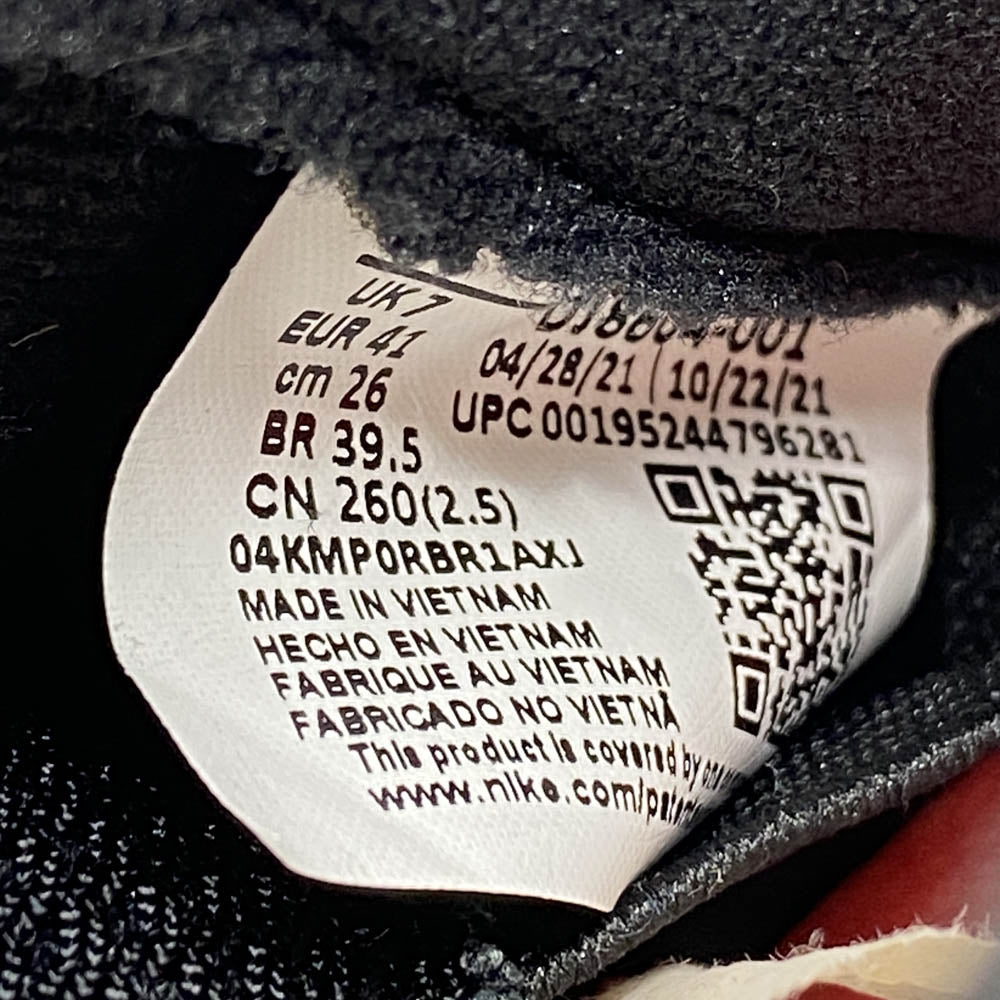 UK 7
EUR 41
cm 26
BR 39.5
CN 260(2.5)
-001
04/28/21 | 10/22/21
UPC 00195244796281
04KMP0RBR1AXJ
MADE IN VIETNAM
HECHO EN VIETNAM
FABRIQUE AU VIETNAM
FABRICADO NO VIETNÃ
This product is covered by
www.nike.com/